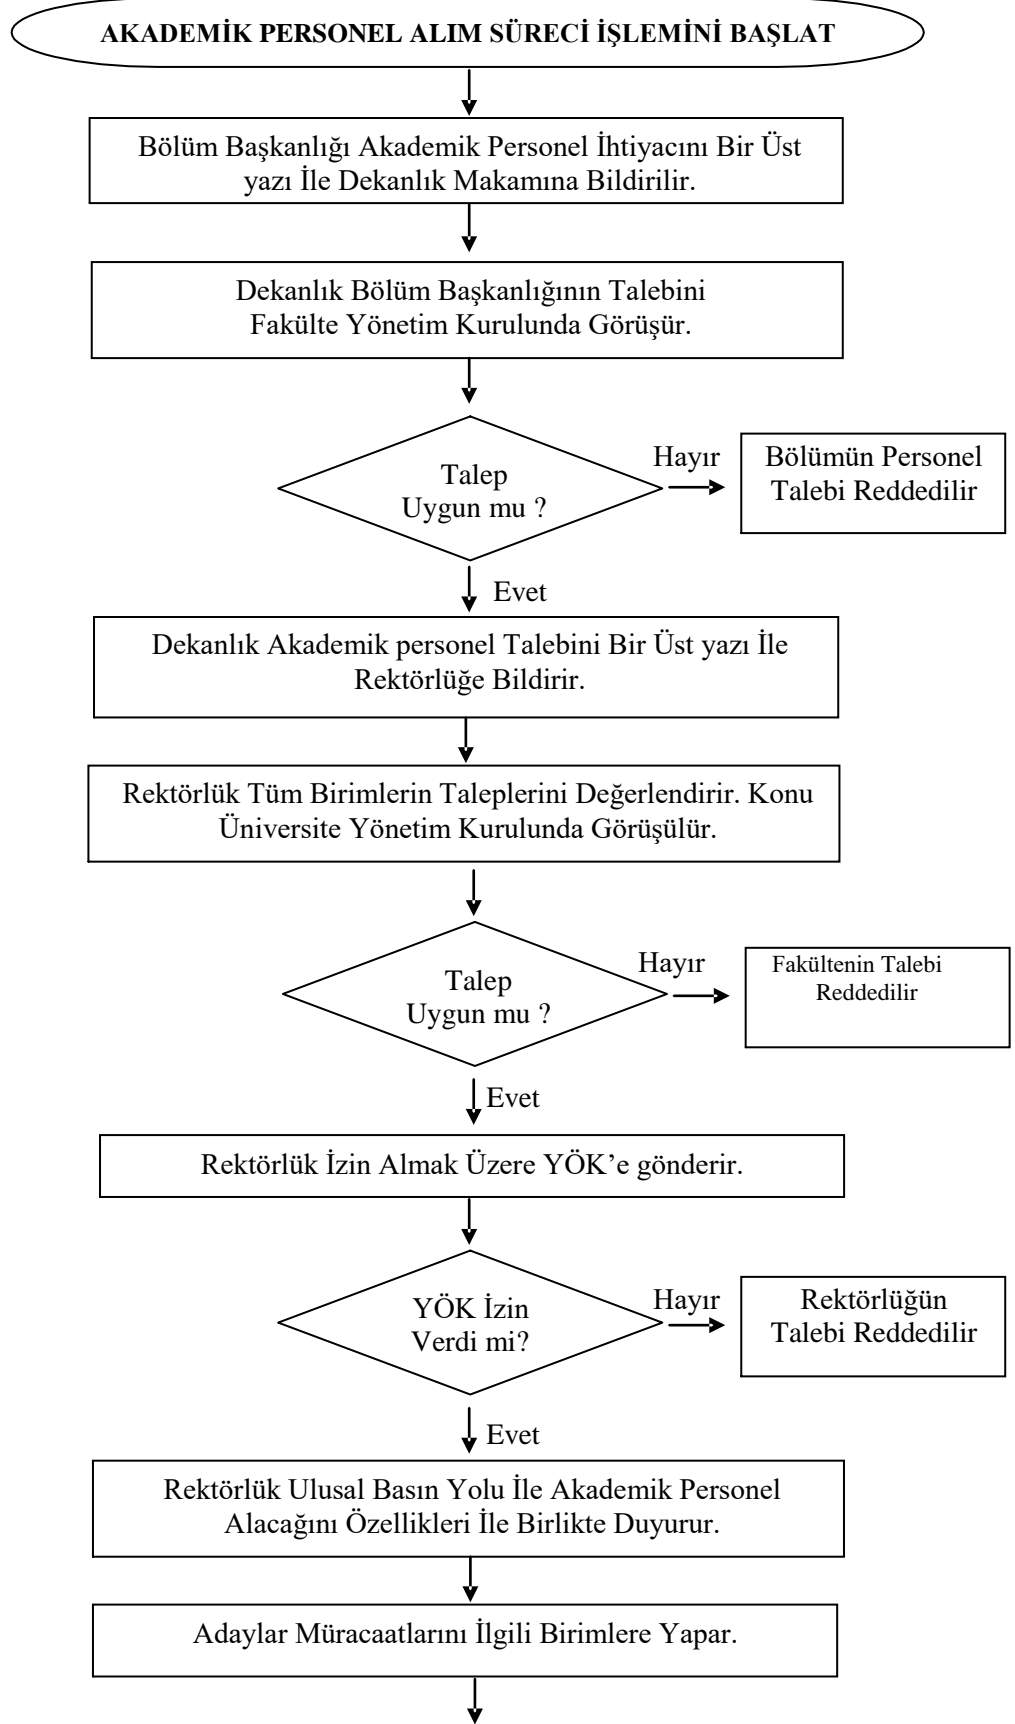 AKADEMİK PERSONEL ALIM SÜRECİ İŞLEMİNİ BAŞLAT
Bölüm Başkanlığı Akademik Personel İhtiyacını Bir Üst
yazı İle Dekanlık Makamına Bildirilir.
Dekanlık Bölüm Başkanlığının Talebini
Fakülte Yönetim Kurulunda Görüşür.
Talep
Uygun mu ?
Hayır
Bölümün Personel
Talebi Reddedilir
Evet
Dekanlık Akademik personel Talebini Bir Üst yazı İle
Rektörlüğe Bildirir.
Rektörlük Tüm Birimlerin Taleplerini Değerlendirir. Konu
Üniversite Yönetim Kurulunda Görüşülür.
Talep
Uygun mu ?
Hayır
Fakültenin Talebi
Reddedilir
Evet
Rektörlük İzin Almak Üzere YÖK’e gönderir.
YÖK İzin
Verdi mi?
Hayır
Rektörlüğün
Talebi Reddedilir
Evet
Rektörlük Ulusal Basın Yolu İle Akademik Personel
Alacağını Özellikleri İle Birlikte Duyurur.
Adaylar Müracaatlarını İlgili Birimlere Yapar.